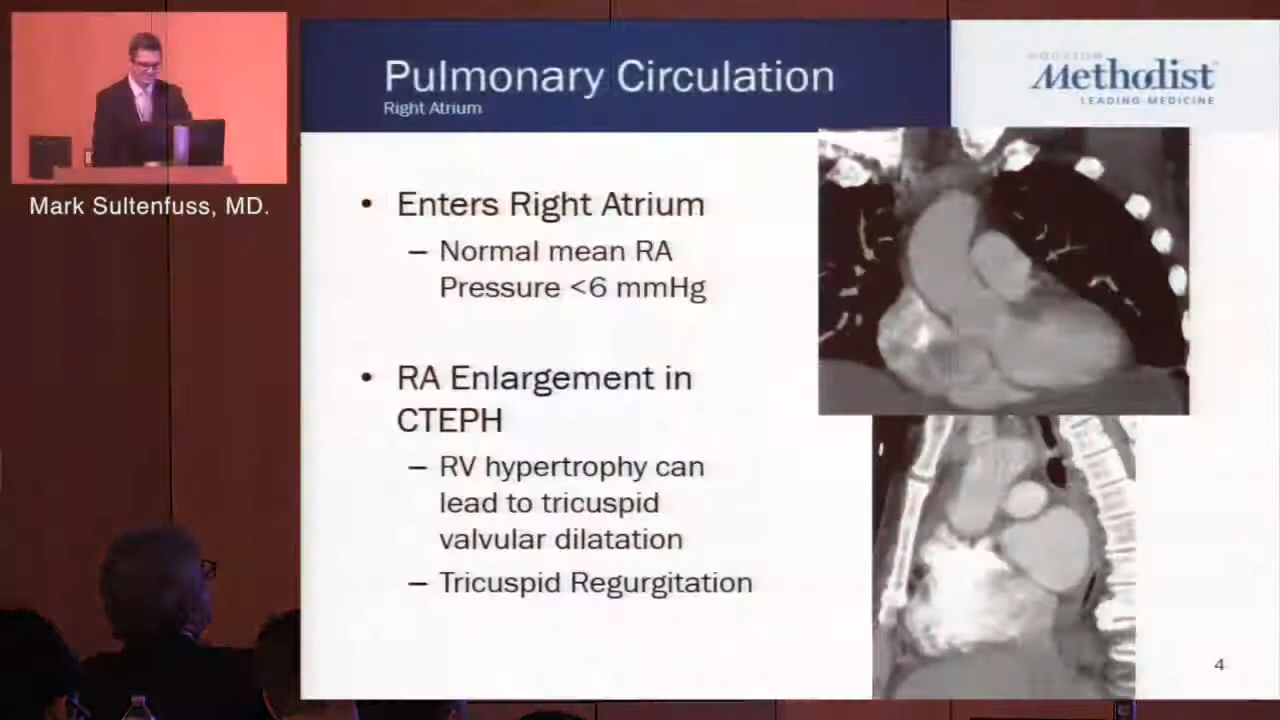 Pulmonary Circulation
Right Atrium
HOUSTON
Methodist
LEADING MEDICINE
Mark Sultenfuss, MD.
• Enters Right Atrium
– Normal mean RA
Pressure <6 mmHg
• RA Enlargement in
CTEPH
– RV hypertrophy can
lead to tricuspid
valvular dilatation
– Tricuspid Regurgitation
4